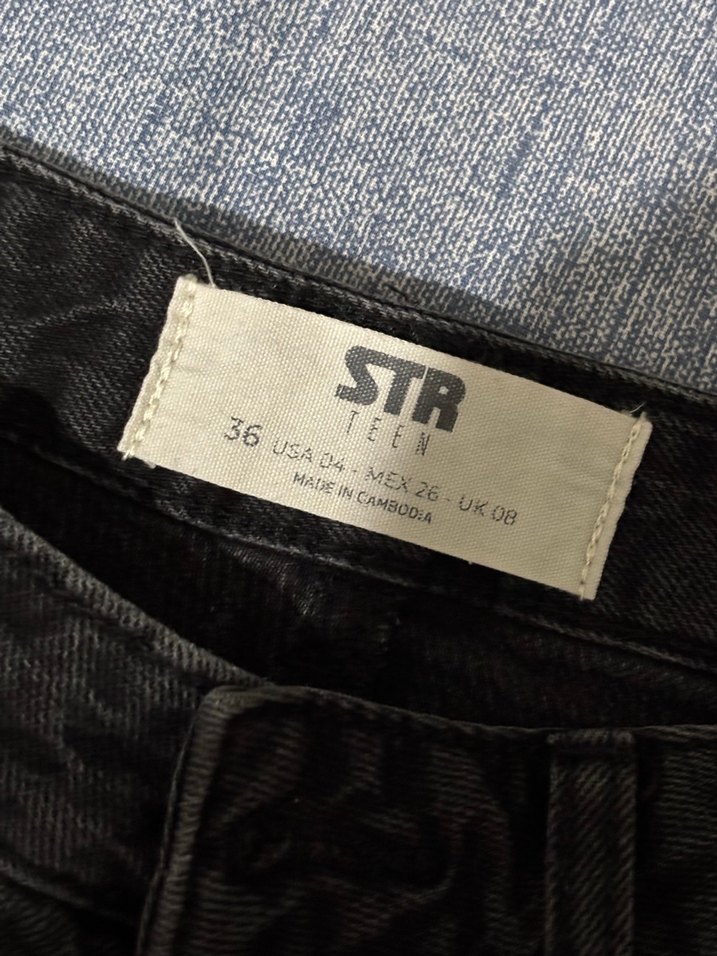 STR
TEEN
36 USA 04 - MEX 26 - UK 08
MADE IN CAMBODIA